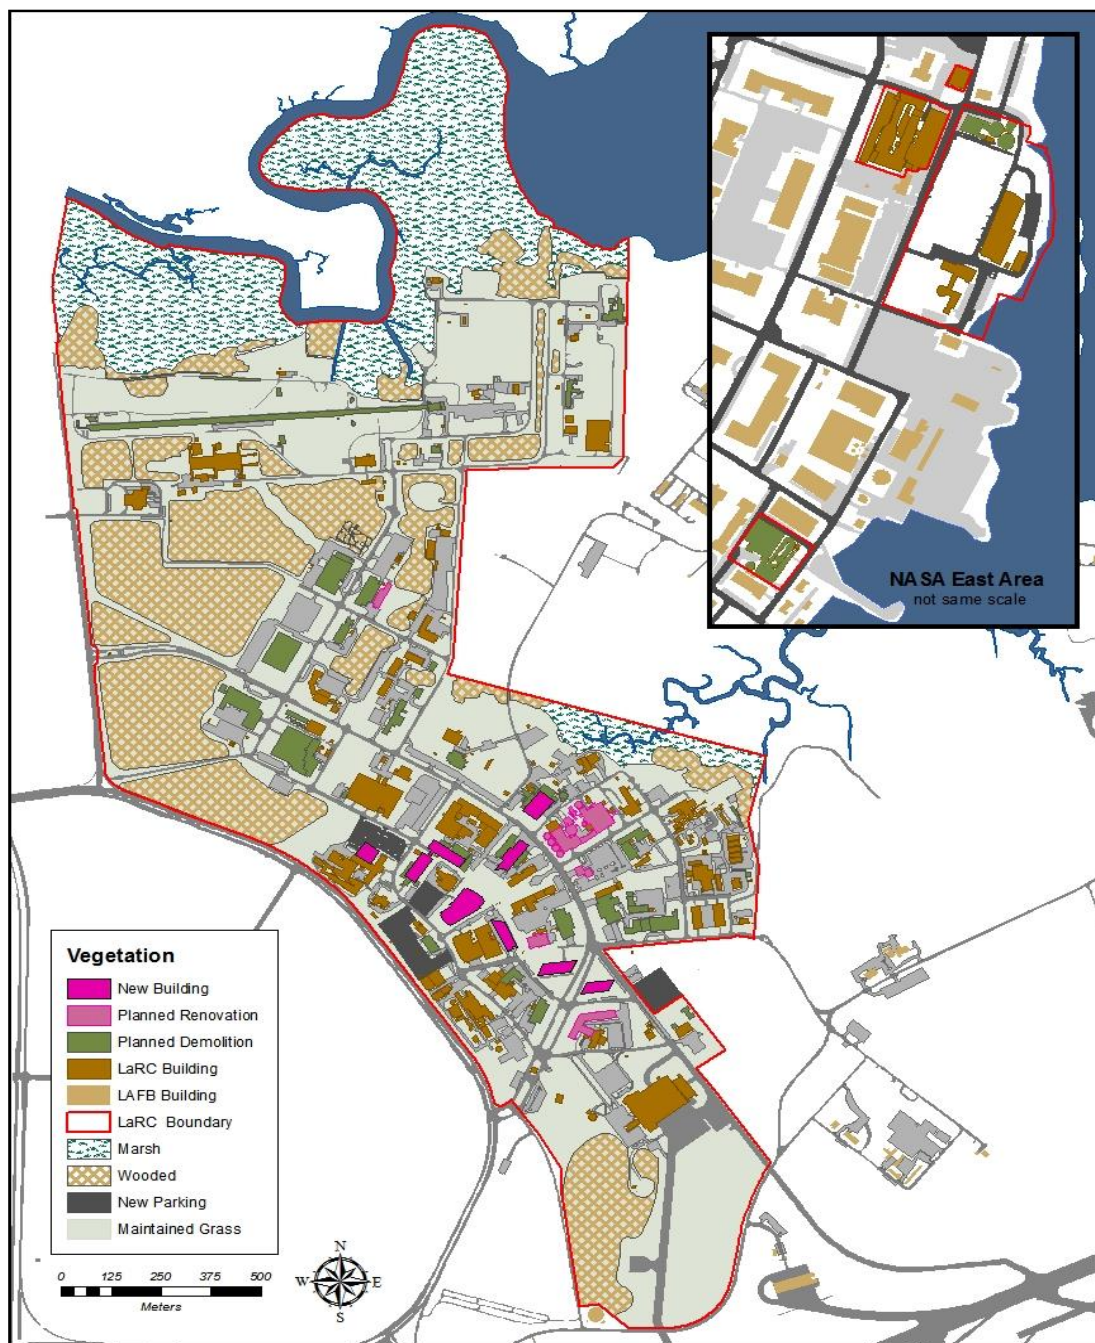 NASA East Area
not same scale
Vegetation
New Building
Planned Renovation
Planned Demolition
LaRC Building
LAFB Building
LaRC Boundary
Marsh
Wooded
New Parking
Maintained Grass
0 125 250 375 500
Meters
N
W E
S